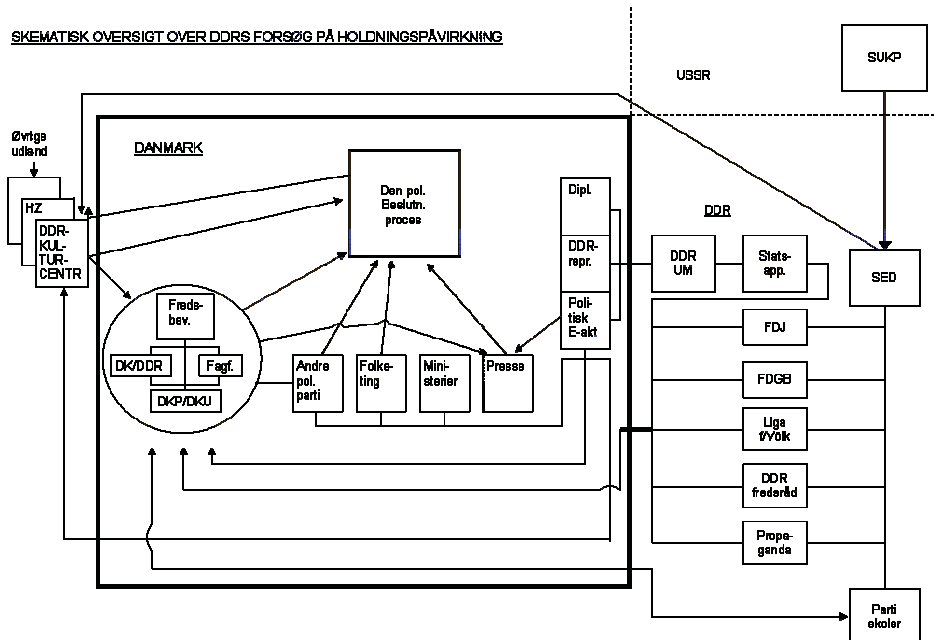 SKEMATISK OVERSIGT OVER DDRS FORSØG PÅ HOLDNINGSPÅVIRKNING
SUKP
USSR
Øvrige
udland
DANMARK
HZ
DDR-
KUL-
TUR-
CENTR
Den pol.
Beslutn.
proces
Dipl.
DDR-
repr.
Poli-
tisk
E-akt
DDR
DDR
UM
Stats-
app.
SED
Freds-
bev.
DK/DDR
Fagf.
DKP/DKU
Andre
pol.
parti
Folke-
ting
Mini-
sterier
Presse
FDJ
FDGB
Liga
f/Völk
DDR
fredsråd
Propa-
ganda
Parti
skoler